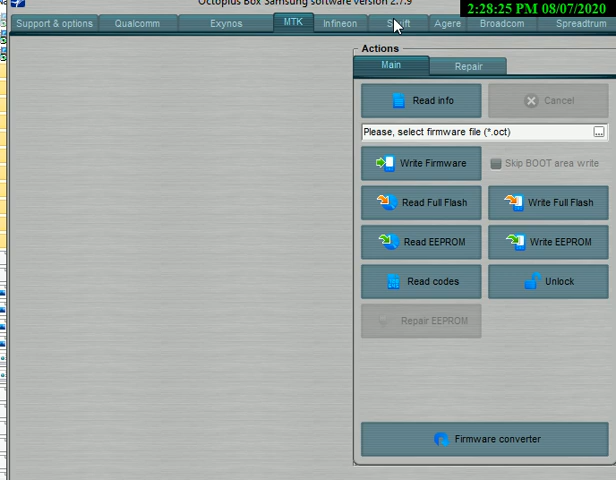 Octoplus Box Samsung software version 2.7.9
2:28:25 PM 08/07/2020
Support & options Qualcomm Exynos MTK Infineon Swift Agere Broadcom Spreadtrum
Actions
Main Repair
Read info Cancel
Please, select firmware file (*.oct) ...
Write Firmware Skip BOOT area write
Read Full Flash Write Full Flash
Read EEPROM Write EEPROM
Read codes Unlock
Repair EEPROM
Firmware converter